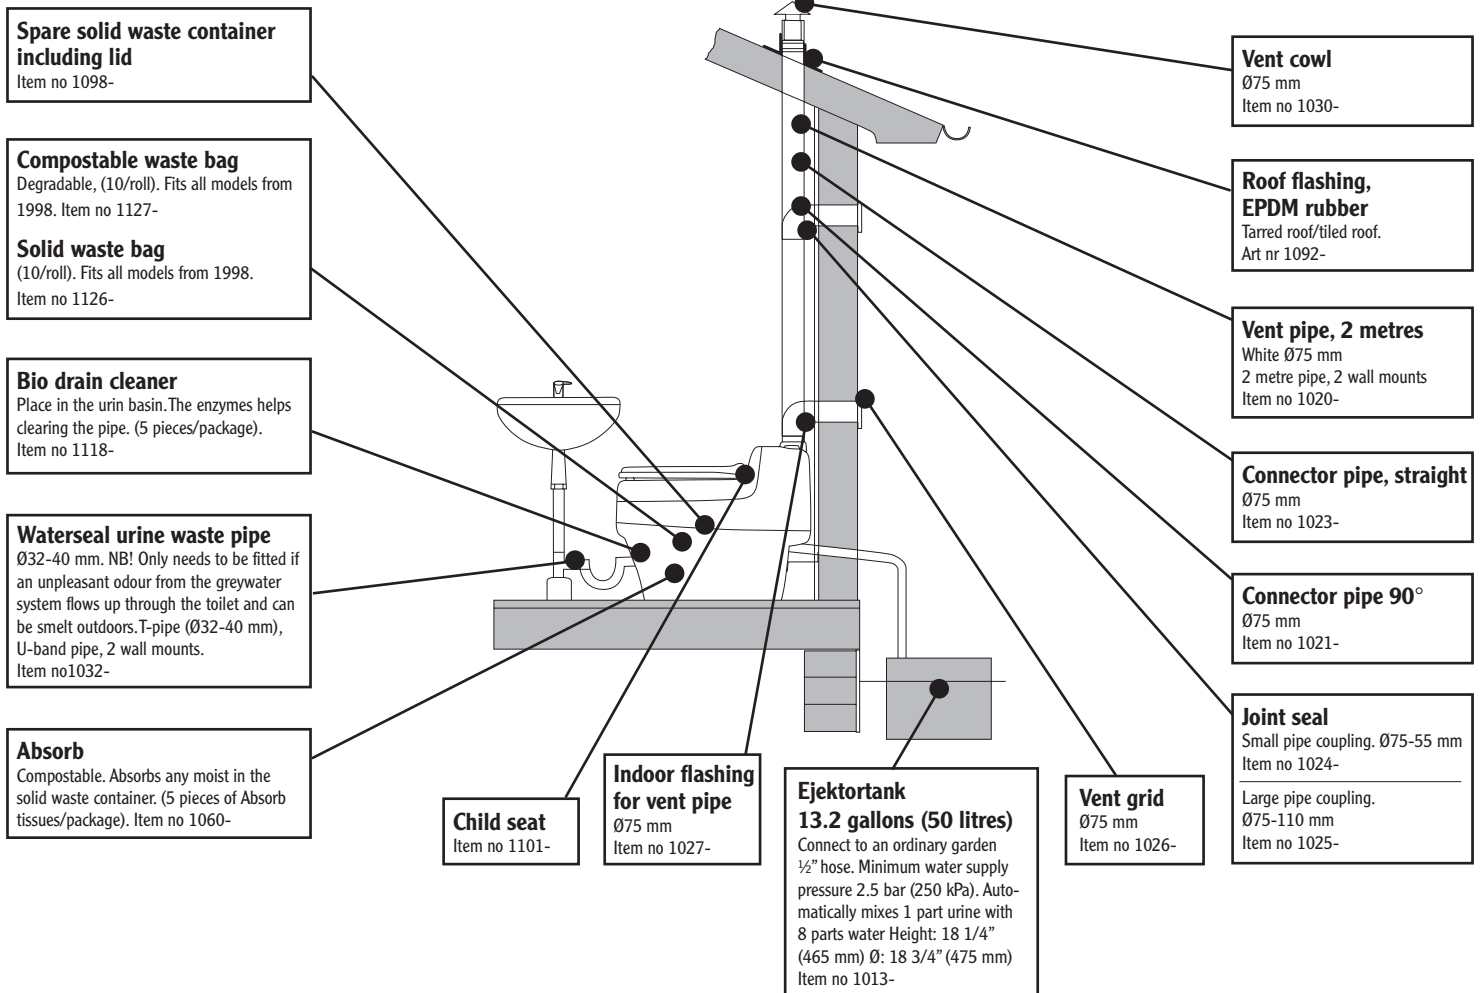 Spare solid waste container
including lid
Item no 1098-
Compostable waste bag
Degradable, (10/roll). Fits all models from
1998. Item no 1127-
Solid waste bag
(10/roll). Fits all models from 1998.
Item no 1126-
Bio drain cleaner
Place in the urin basin.The enzymes helps
clearing the pipe. (5 pieces/package).
Item no 1118-
Waterseal urine waste pipe
Ø32-40 mm. NB! Only needs to be fitted if
an unpleasant odour from the greywater
system flows up through the toilet and can
be smelt outdoors.T-pipe (Ø32-40 mm),
U-band pipe, 2 wall mounts.
Item no1032-
Absorb
Compostable. Absorbs any moist in the
solid waste container. (5 pieces of Absorb
tissues/package). Item no 1060-
Child seat
Item no 1101-
Indoor flashing
for vent pipe
Ø75 mm
Item no 1027-
Ejektortank
13.2 gallons (50 litres)
Connect to an ordinary garden
½” hose. Minimum water supply
pressure 2.5 bar (250 kPa). Auto-
matically mixes 1 part urine with
8 parts water Height: 18 1/4”
(465 mm) Ø: 18 3/4” (475 mm)
Item no 1013-
Vent grid
Ø75 mm
Item no 1026-
Vent cowl
Ø75 mm
Item no 1030-
Roof flashing,
EPDM rubber
Tarred roof/tiled roof.
Art nr 1092-
Vent pipe, 2 metres
White Ø75 mm
2 metre pipe, 2 wall mounts
Item no 1020-
Connector pipe, straight
Ø75 mm
Item no 1023-
Connector pipe 90°
Ø75 mm
Item no 1021-
Joint seal
Small pipe coupling. Ø75-55 mm
Item no 1024-
Large pipe coupling.
Ø75-110 mm
Item no 1025-